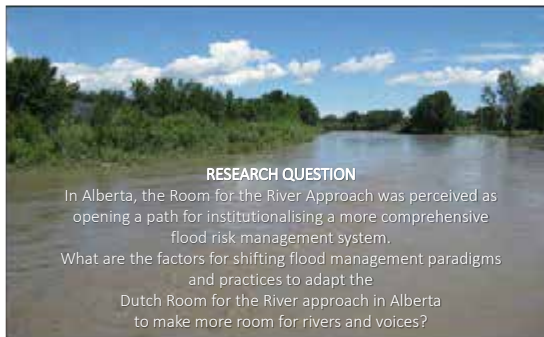 RESEARCH QUESTION
In Alberta, the Room for the River Approach was perceived as
opening a path for institutionalising a more comprehensive
flood risk management system.
What are the factors for shifting flood management paradigms
and practices to adapt the
Dutch Room for the River approach in Alberta
to make more room for rivers and voices?